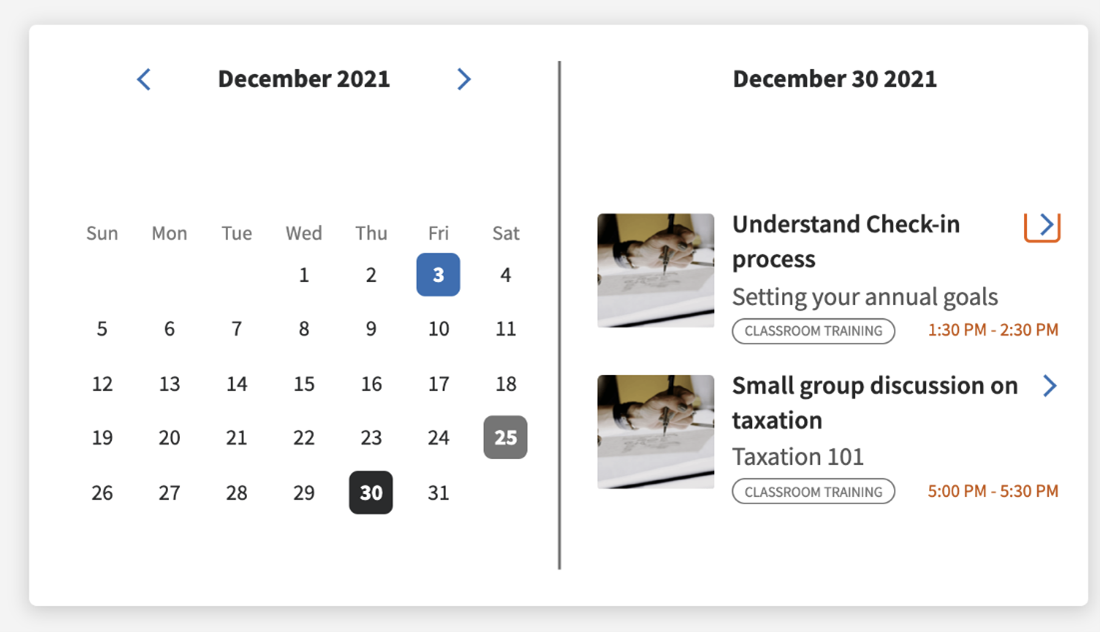 December 2021
Sun Mon Tue Wed Thu Fri Sat
1 2 3 4
5 6 7 8 9 10 11
12 13 14 15 16 17 18
19 20 21 22 23 24 25
26 27 28 29 30 31
December 30 2021
Understand Check-in
process
Setting your annual goals
CLASSROOM TRAINING 1:30 PM - 2:30 PM
Small group discussion on
taxation
Taxation 101
CLASSROOM TRAINING 5:00 PM - 5:30 PM